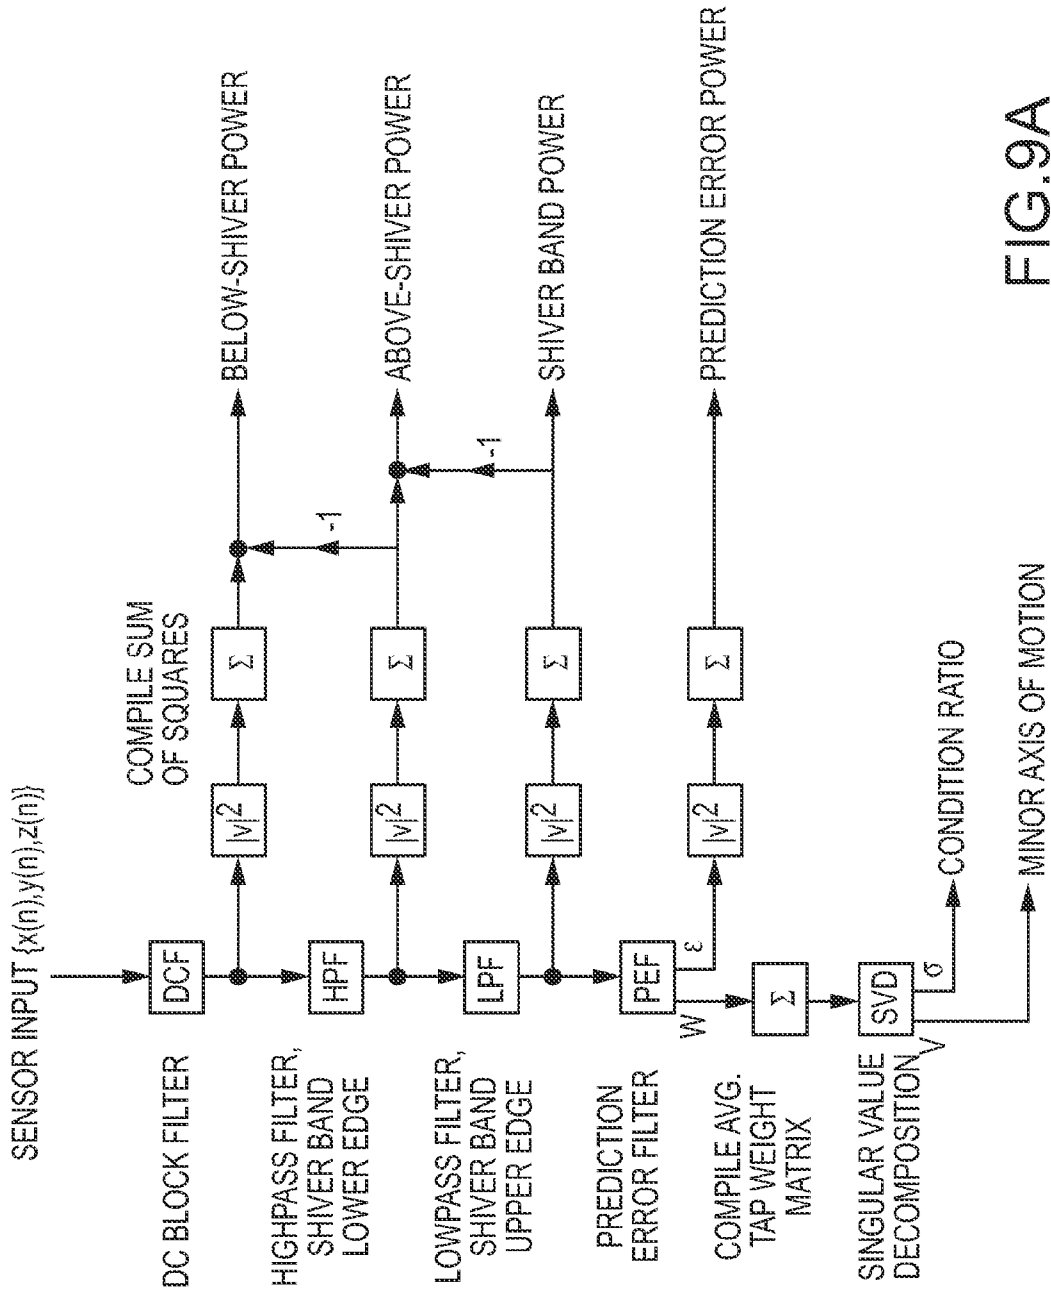 SENSOR INPUT {x(n),y(n),z(n)}
DC BLOCK FILTER
DCF
COMPILE SUM
OF SQUARES
|v|2
Σ
BELOW-SHIVER POWER
-1
HIGHPASS FILTER,
SHIVER BAND
LOWER EDGE
HPF
|v|2
Σ
ABOVE-SHIVER POWER
-1
LOWPASS FILTER,
SHIVER BAND
UPPER EDGE
LPF
|v|2
Σ
SHIVER BAND POWER
PREDICTION
ERROR FILTER
PEF
ε
W
|v|2
Σ
PREDICTION ERROR POWER
COMPILE AVG.
TAP WEIGHT
MATRIX
Σ
SINGULAR VALUE
DECOMPOSITION
SVD
σ
V
CONDITION RATIO
MINOR AXIS OF MOTION
FIG.9A